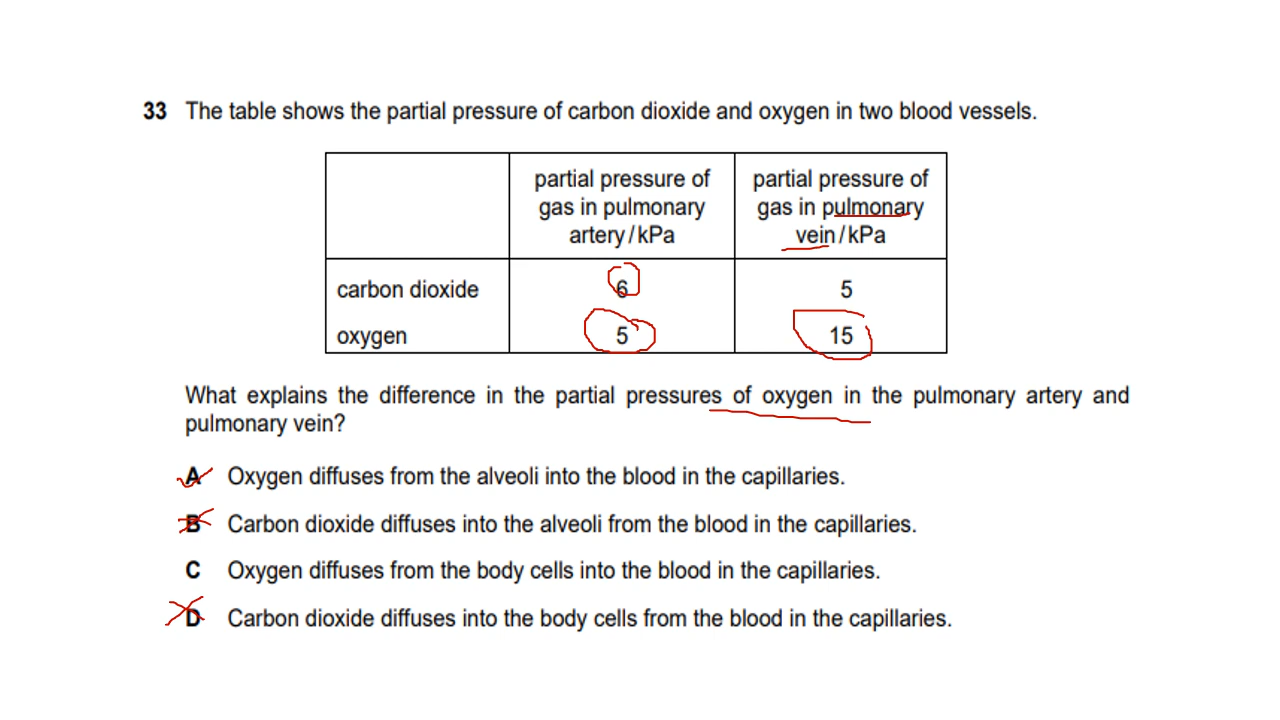 33 The table shows the partial pressure of carbon dioxide and oxygen in two blood vessels.
partial pressure of gas in pulmonary artery/kPa
partial pressure of gas in pulmonary vein/kPa
carbon dioxide 6 5
oxygen 5 15
What explains the difference in the partial pressures of oxygen in the pulmonary artery and
pulmonary vein?
A Oxygen diffuses from the alveoli into the blood in the capillaries.
B Carbon dioxide diffuses into the alveoli from the blood in the capillaries.
C Oxygen diffuses from the body cells into the blood in the capillaries.
D Carbon dioxide diffuses into the body cells from the blood in the capillaries.